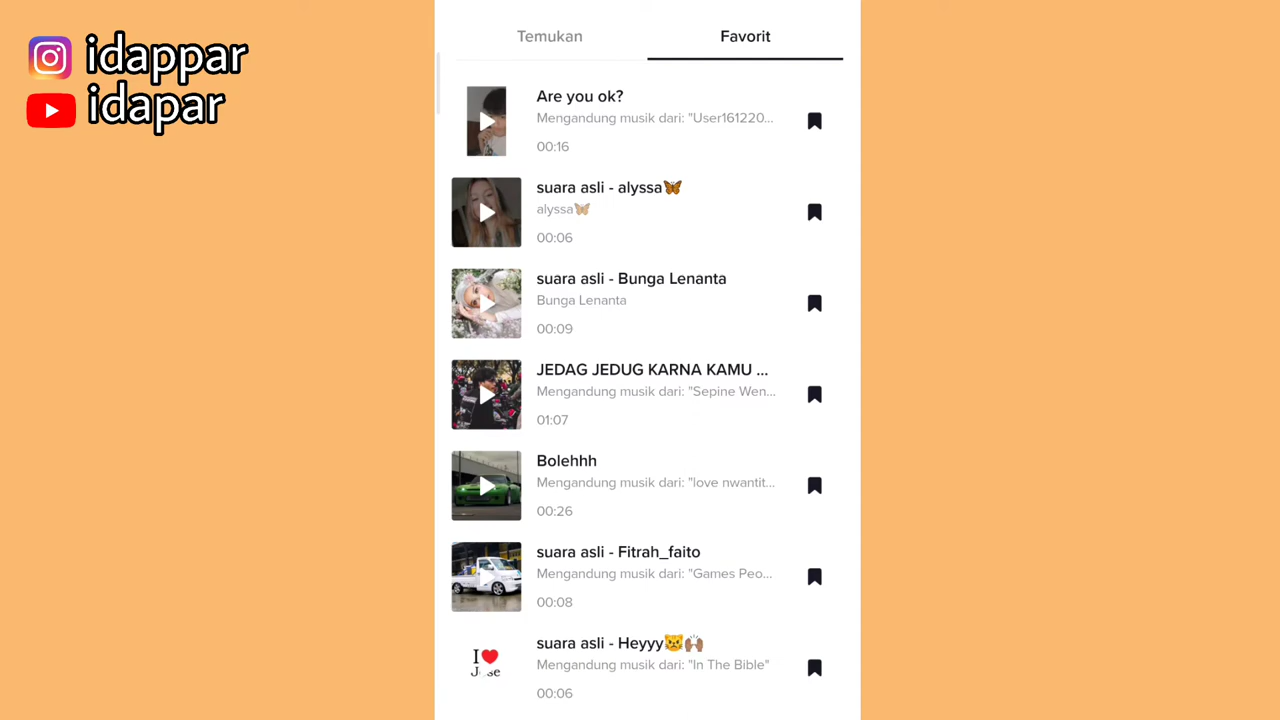 idappar
idapar
Temukan
Favorit
Are you ok?
Mengandung musik dari: "User161220...
00:16
suara asli - alyssa🦋
alyssa🦋
00:06
suara asli - Bunga Lenanta
Bunga Lenanta
00:09
JEDAG JEDUG KARNA KAMU ...
Mengandung musik dari: "Sepine Wen...
01:07
Bolehhh
Mengandung musik dari: "love nwantit...
00:26
suara asli - Fitrah_faito
Mengandung musik dari: "Games Peo...
00:08
suara asli - Heyyy😾🙌🏽
Mengandung musik dari: "In The Bible"
00:06
I❤